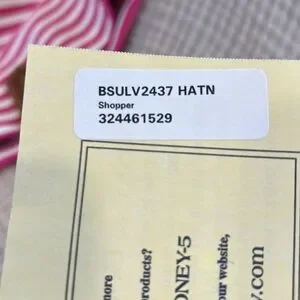 BSULV2437 HATN
Shopper
324461529
more
products?
ONEY-5
our website,
y.com